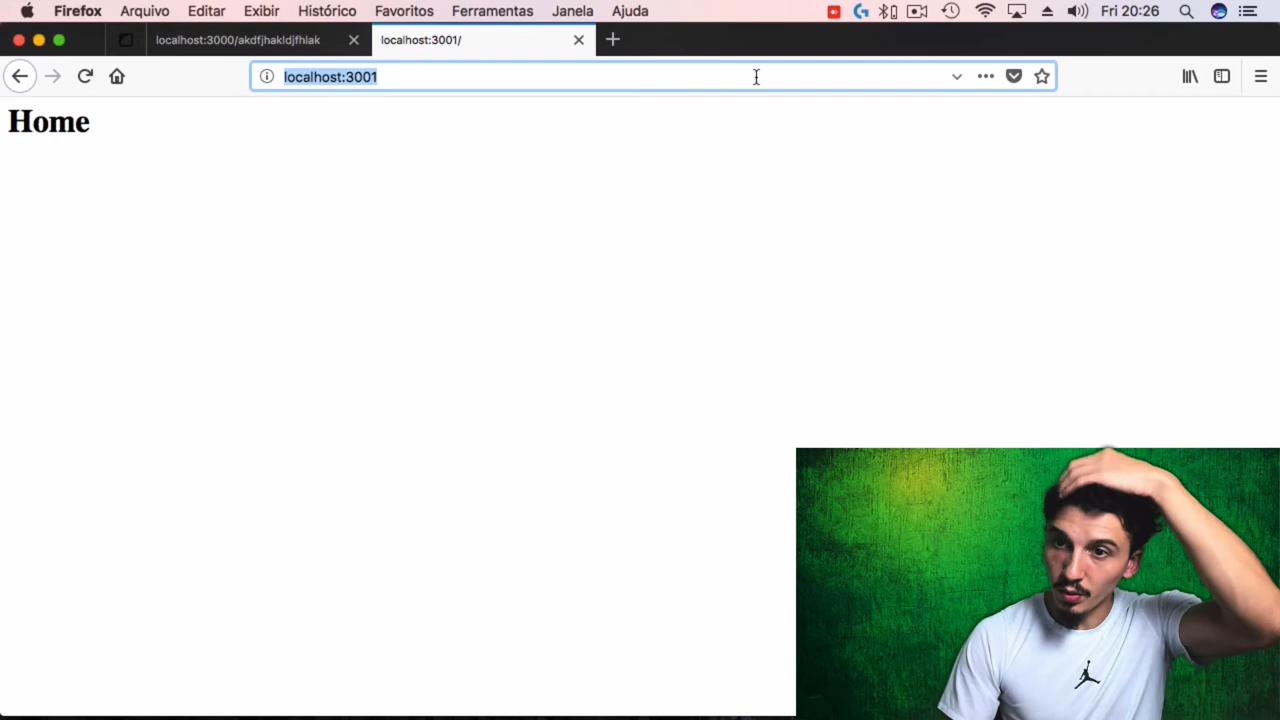 Firefox Arquivo Editar Exibir Histórico Favoritos Ferramentas Janela Ajuda Fri 20:26
localhost:3000/akdfjhakldjfhlak localhost:3001/
localhost:3001
Home